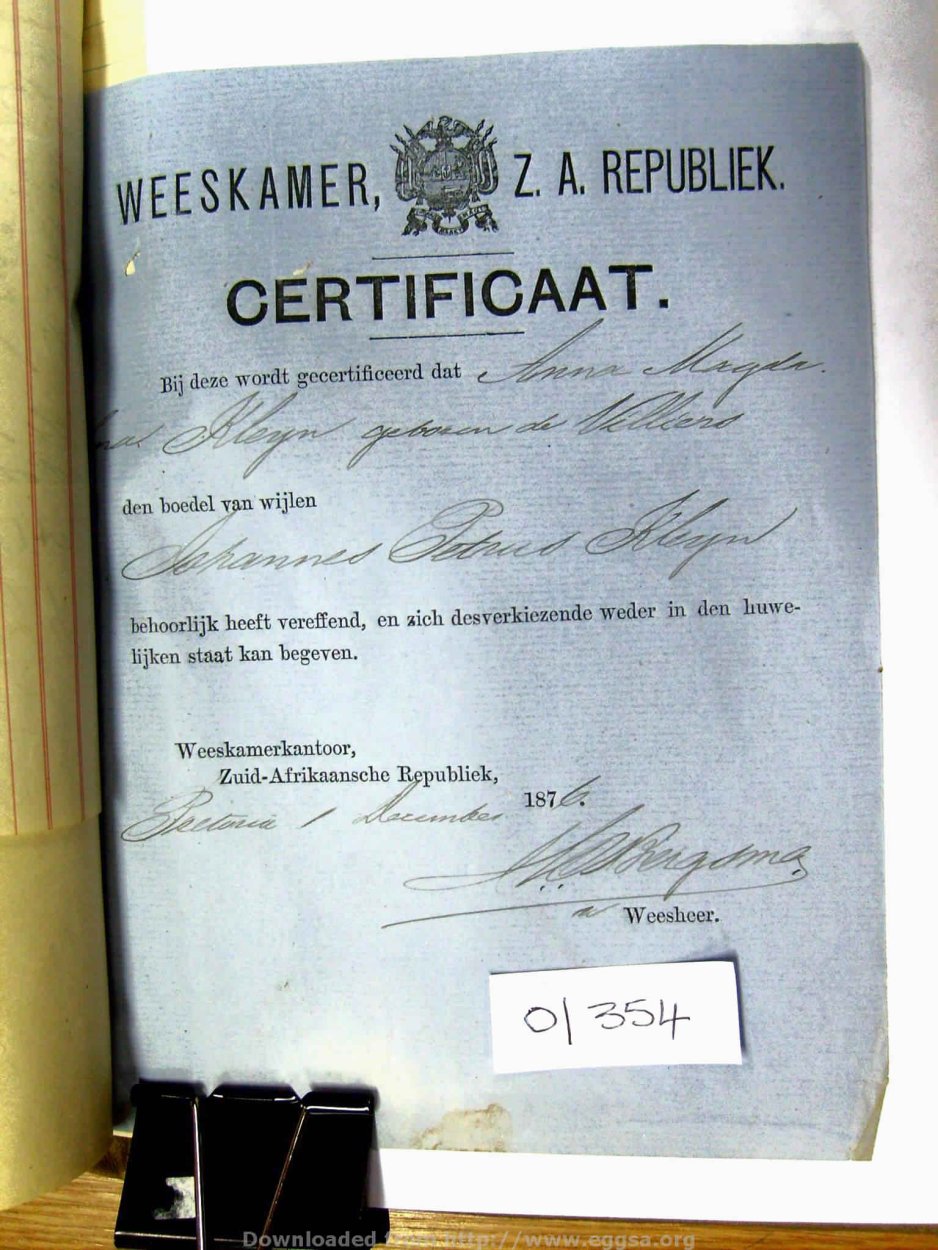 WEESKAMER, Z. A. REPUBLIEK.
CERTIFICAAT.
Bij deze wordt gecertificeerd dat Anna Magda-
Kleyn geboren de Villiers
den boedel van wijlen
Johannes Petrus Kleyn
behoorlijk heeft vereffend, en zich desverkiezende weder in den huwe-
lijken staat kan begeven.
Weeskamerkantoor,
Zuid-Afrikaansche Republiek,
Pretoria 1 December 1876.
Bergsma
Weesheer.
0/354
Downloaded from http://www.eggsa.org